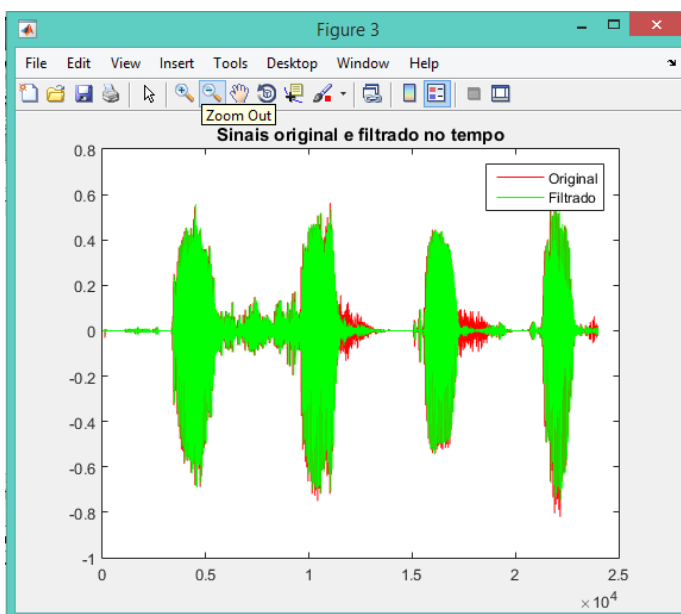 Figure 3
File Edit View Insert Tools Desktop Window Help
Zoom Out
Sinais original e filtrado no tempo
Original
Filtrado
0.8
0.6
0.4
0.2
0
-0.2
-0.4
-0.6
-0.8
-1
0 0.5 1 1.5 2 2.5
× 10^4